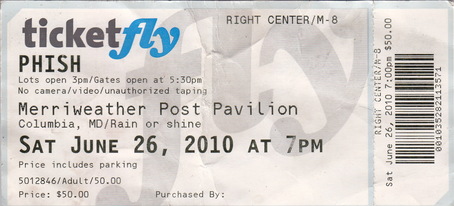 RIGHT CENTER/M-8
ticketfly
PHISH
Lots open 3pm/Gates open at 5:30pm
No camera/video/unauthorized taping
Merriweather Post Pavilion
Columbia, MD/Rain or shine
SAT JUNE 26, 2010 AT 7PM
Price includes parking
5012846/Adult/50.00
Price: $50.00
Purchased By:
RIGHT CENTER/M-8
June 26, 2010 7:00pm $50.00
001035282113571